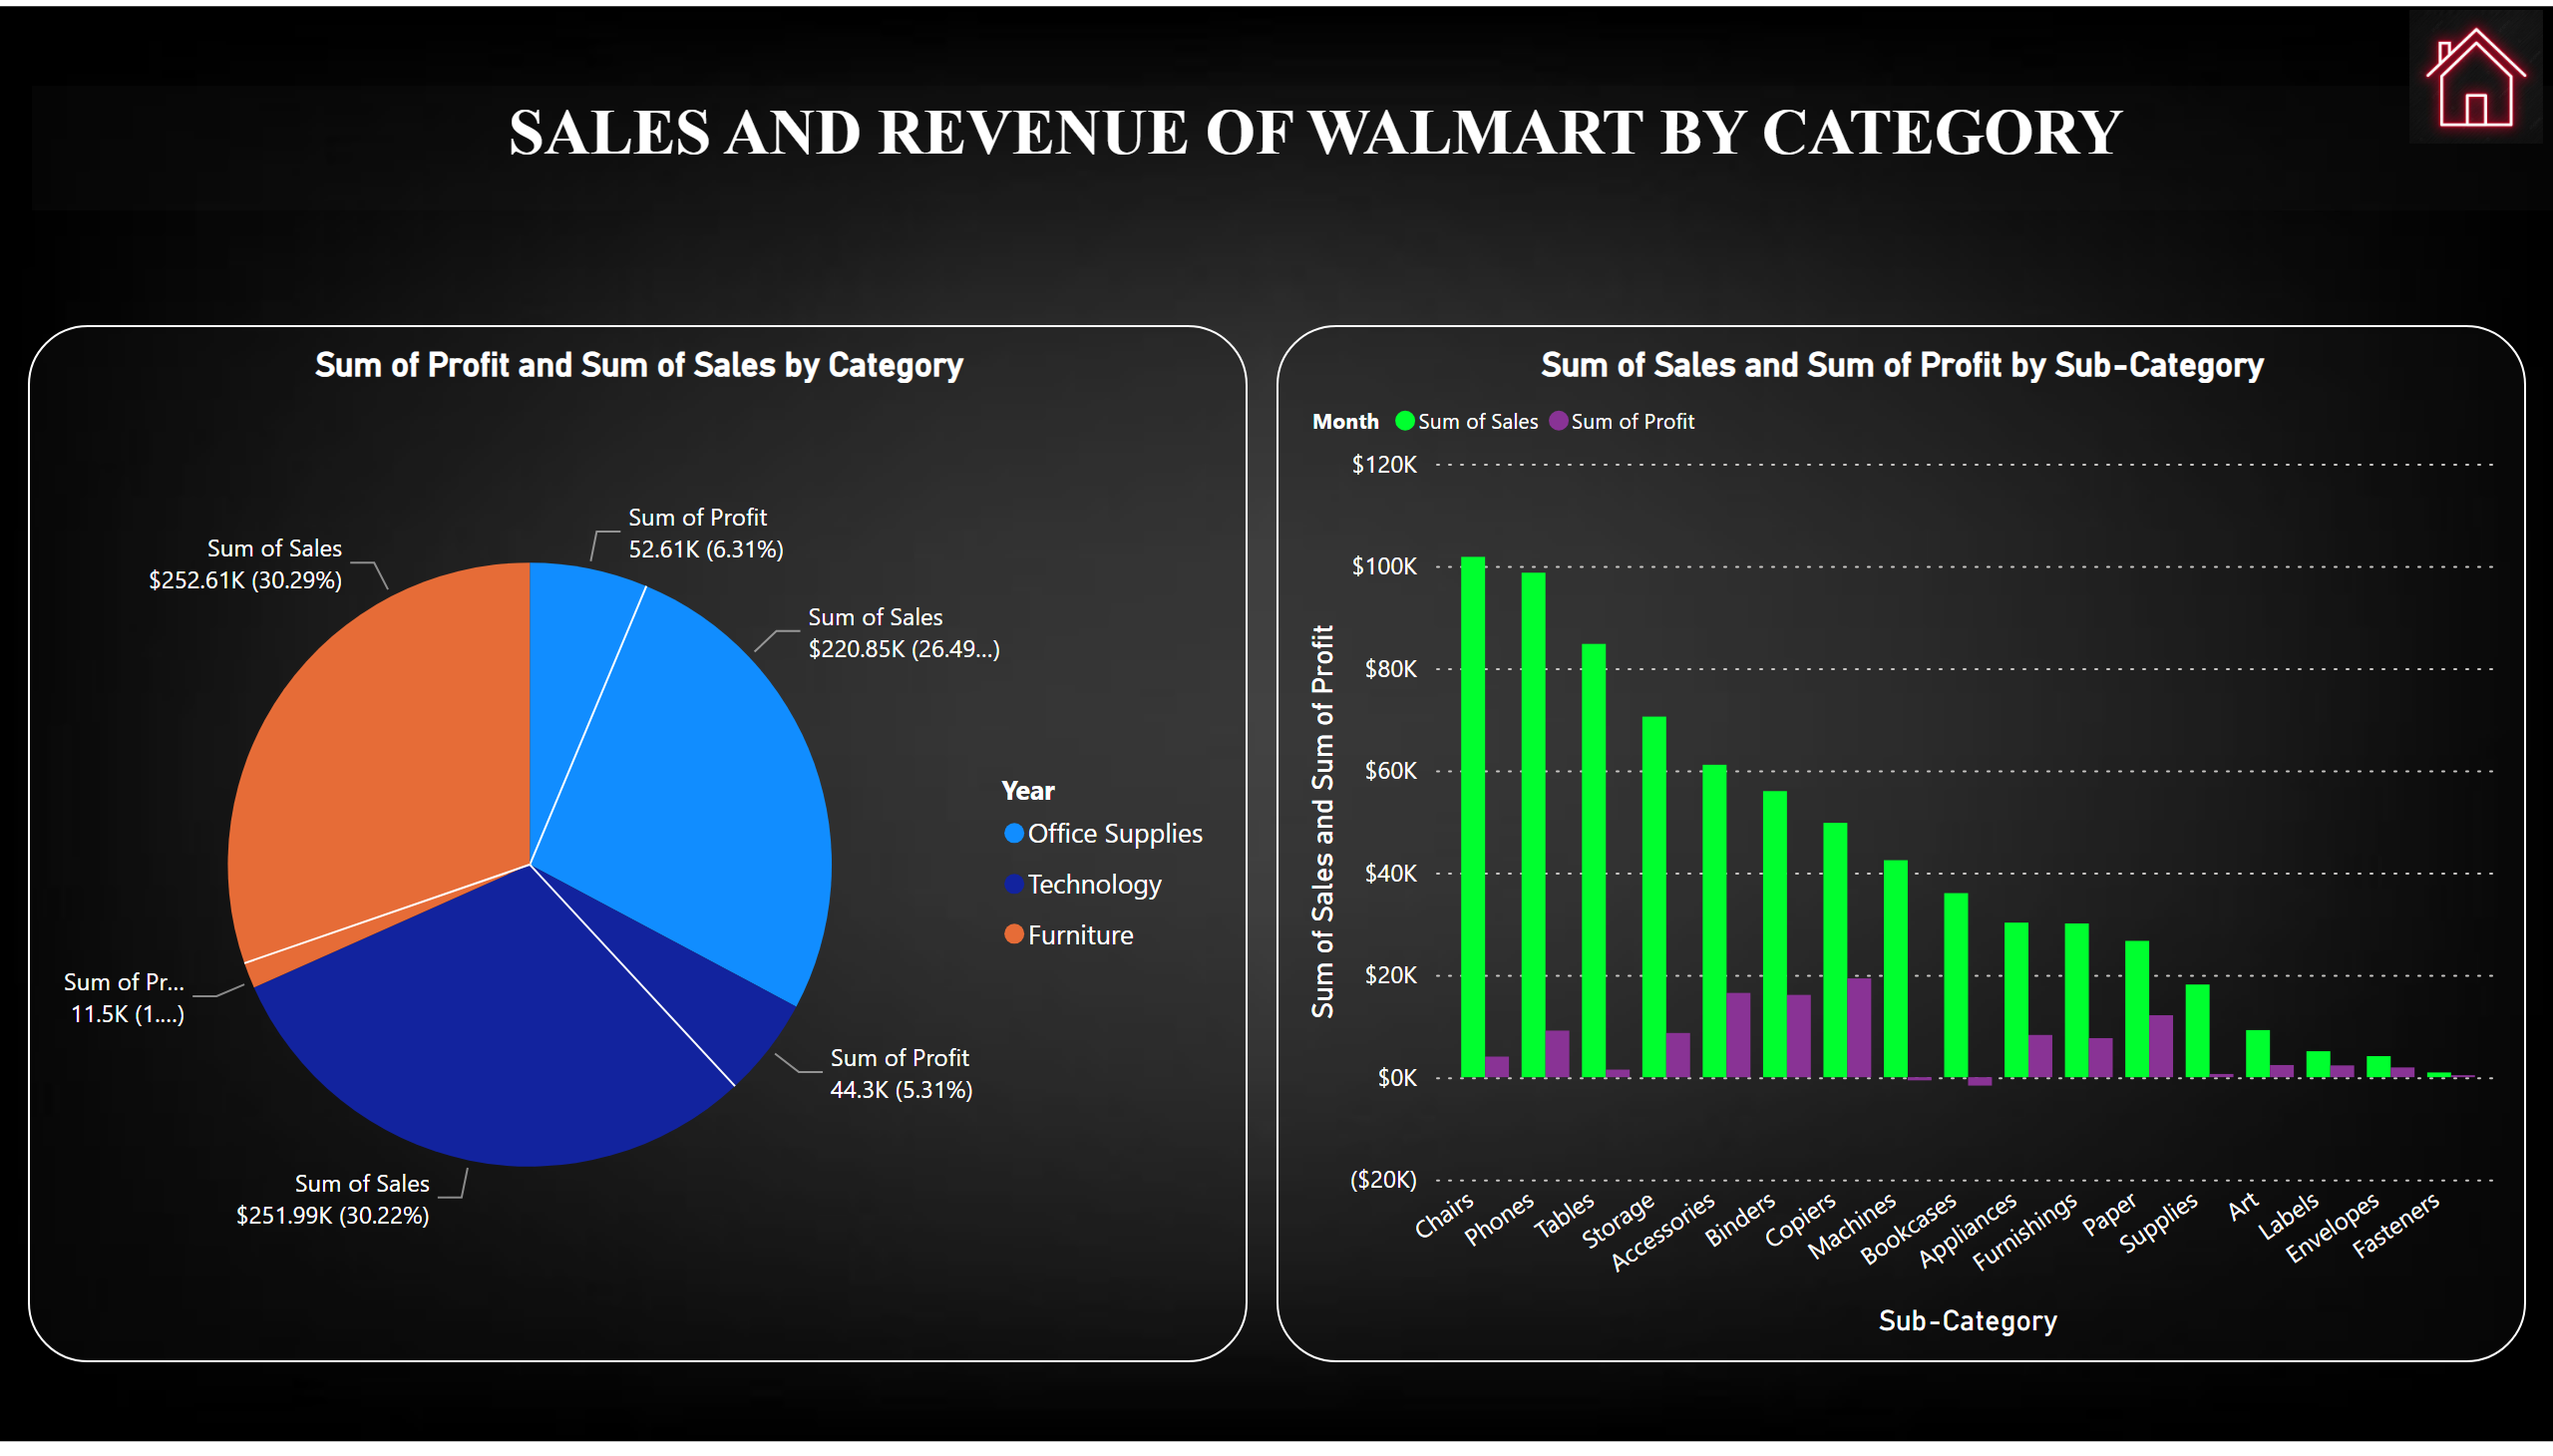 SALES AND REVENUE OF WALMART BY CATEGORY
Sum of Profit and Sum of Sales by Category
Sum of Profit
52.61K (6.31%)
Sum of Sales
$252.61K (30.29%)
Sum of Sales
$220.85K (26.49...)
Year
Office Supplies
Technology
Furniture
Sum of Pr...
11.5K (1....)
Sum of Profit
44.3K (5.31%)
Sum of Sales
$251.99K (30.22%)
Sum of Sales and Sum of Profit by Sub-Category
Month Sum of Sales Sum of Profit
Sum of Sales and Sum of Profit
$120K
$100K
$80K
$60K
$40K
$20K
$0K
($20K)
Chairs
Phones
Tables
Storage
Accessories
Binders
Copiers
Machines
Bookcases
Appliances
Furnishings
Paper
Supplies
Art
Labels
Envelopes
Fasteners
Sub-Category